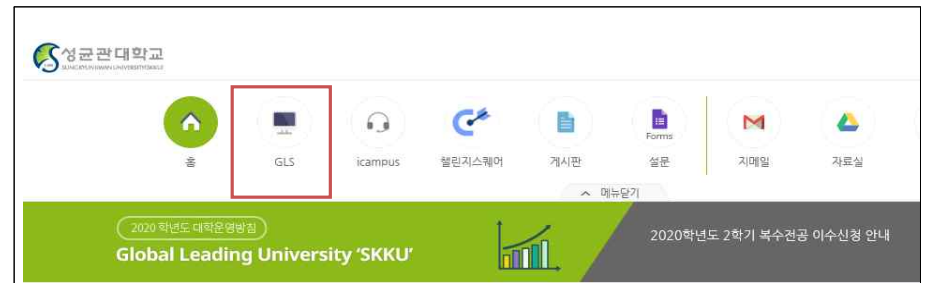 성균관대학교
SUNGKYUNKWAN UNIVERSITY(SKKU)
홈
GLS
icampus
챌린지스퀘어
게시판
Forms
설문
지메일
자료실
메뉴닫기
2020 학년도 대학운영방침
Global Leading University ‘SKKU’
2020학년도 2학기 복수전공 이수신청 안내